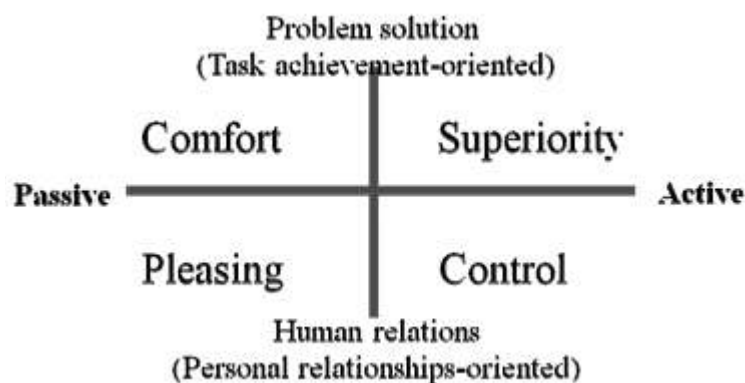 Problem solution
(Task achievement-oriented)
Comfort Superiority
Passive Active
Pleasing Control
Human relations
(Personal relationships-oriented)